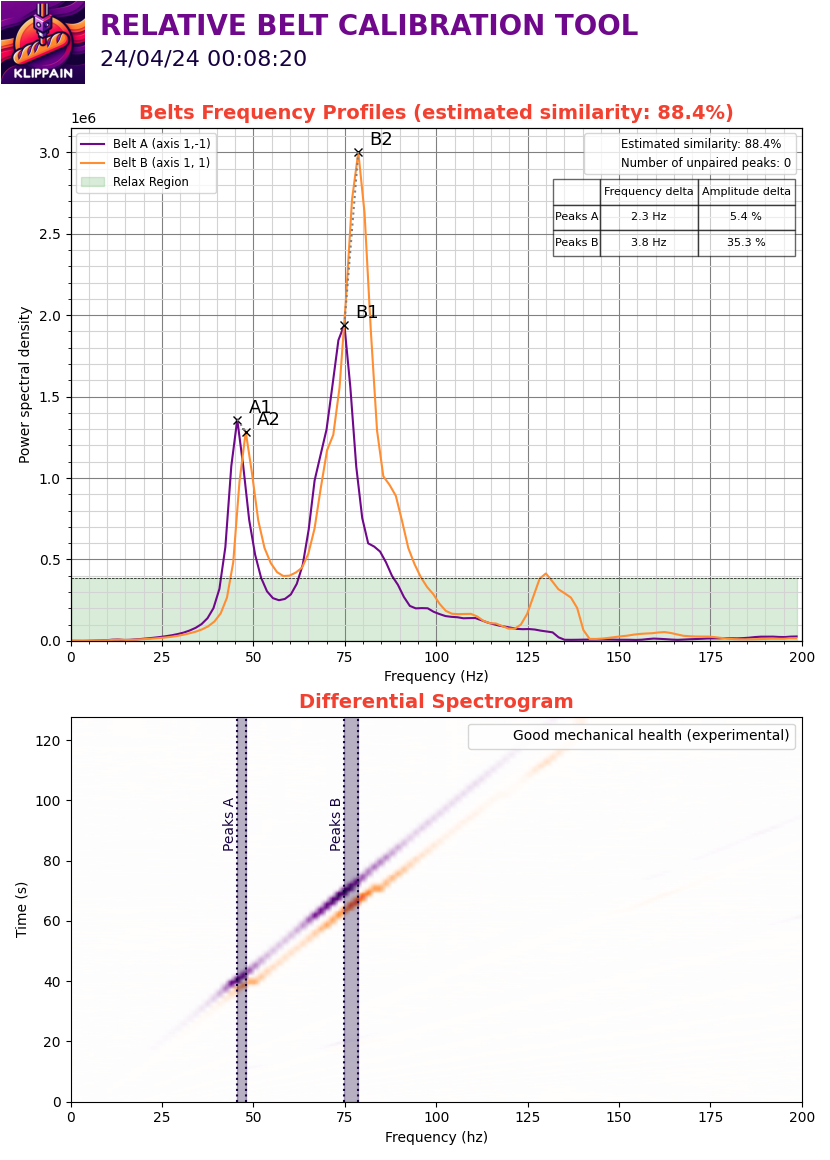 KLIPPAIN
RELATIVE BELT CALIBRATION TOOL
24/04/24 00:08:20
Belts Frequency Profiles (estimated similarity: 88.4%)
1e6
Belt A (axis 1,-1)
Belt B (axis 1, 1)
Relax Region
Estimated similarity: 88.4%
Number of unpaired peaks: 0
Frequency delta Amplitude delta
Peaks A 2.3 Hz 5.4 %
Peaks B 3.8 Hz 35.3 %
B2
B1
A1
A2
Power spectral density
3.0
2.5
2.0
1.5
1.0
0.5
0.0
0 25 50 75 100 125 150 175 200
Frequency (Hz)
Differential Spectrogram
Good mechanical health (experimental)
Peaks A
Peaks B
Time (s)
120
100
80
60
40
20
0
0 25 50 75 100 125 150 175 200
Frequency (hz)